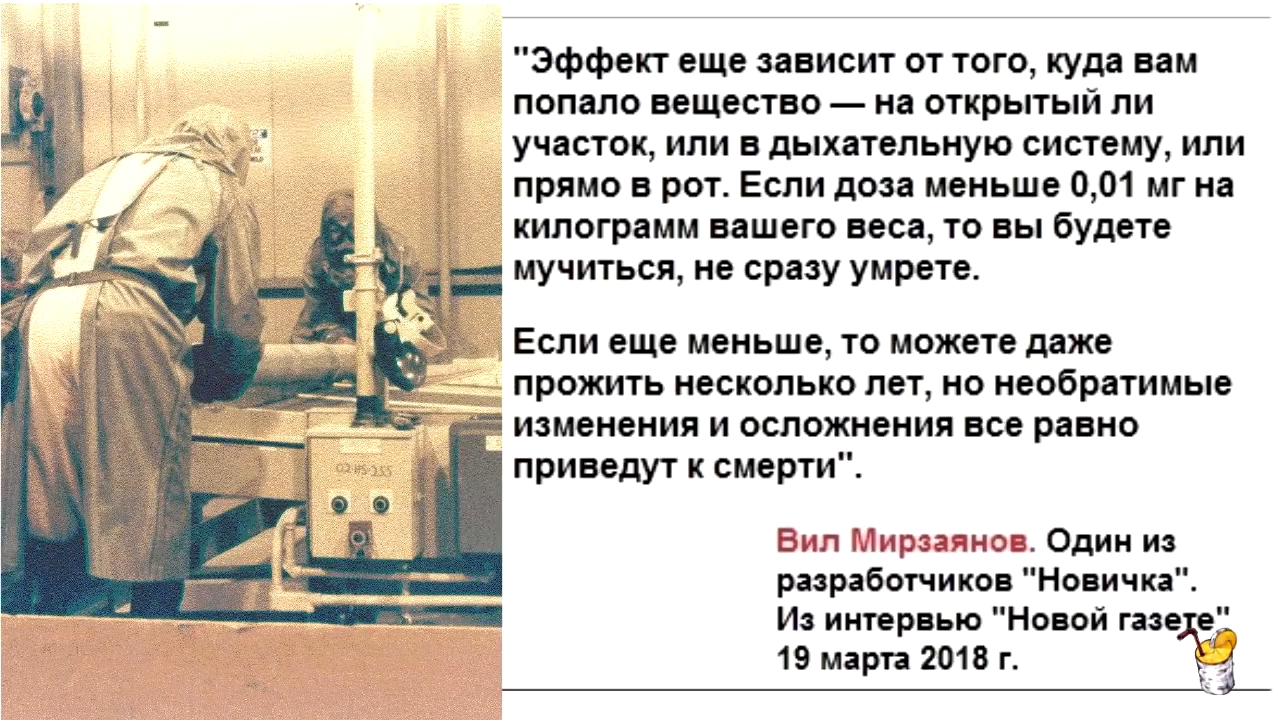 "Эффект еще зависит от того, куда вам
попало вещество — на открытый ли
участок, или в дыхательную систему, или
прямо в рот. Если доза меньше 0,01 мг на
килограмм вашего веса, то вы будете
мучиться, не сразу умрете.
Если еще меньше, то можете даже
прожить несколько лет, но необратимые
изменения и осложнения все равно
приведут к смерти".
Вил Мирзаянов. Один из
разработчиков "Новичка".
Из интервью "Новой газете"
19 марта 2018 г.